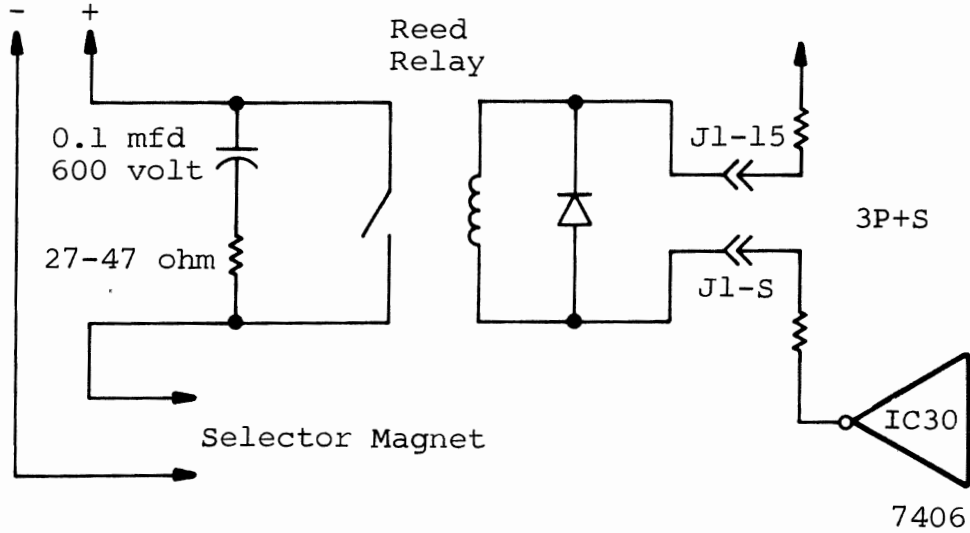 - +
Reed
Relay
0.1 mfd
600 volt
J1-15
3P+S
27-47 ohm
J1-S
IC30
Selector Magnet
7406